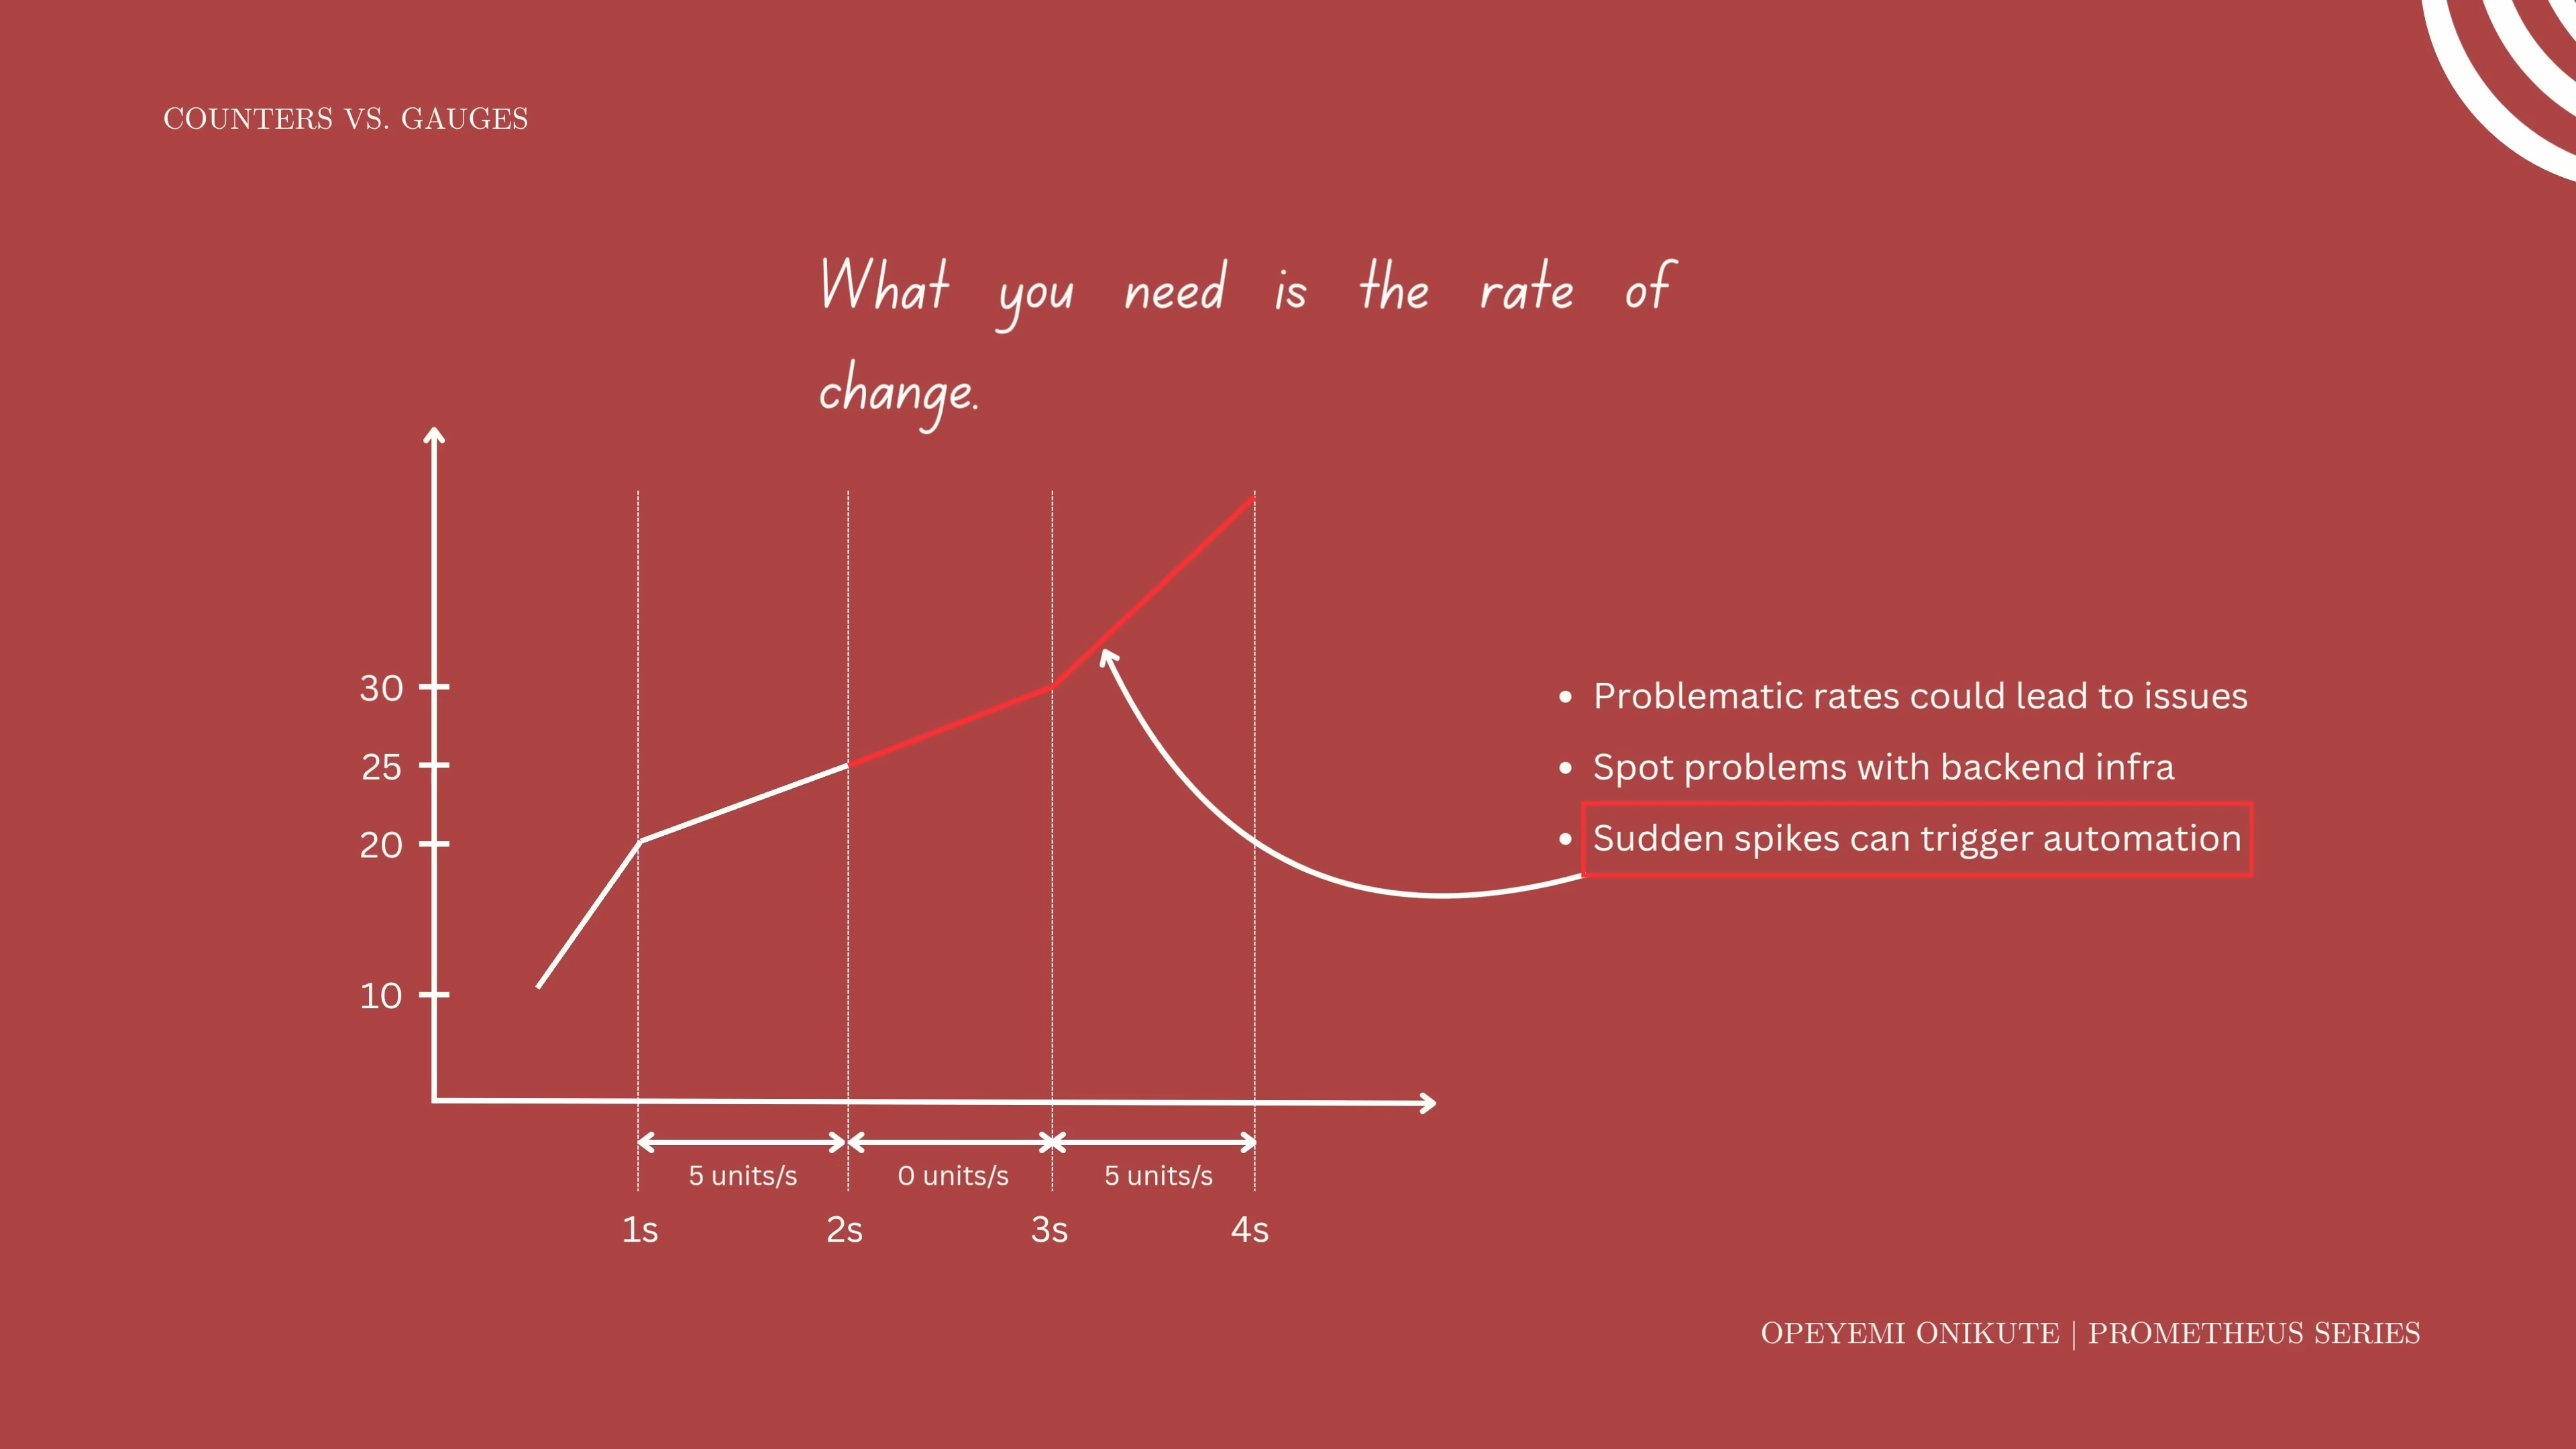 COUNTERS VS. GAUGES
What you need is the rate of
change.
30
25
20
10
• Problematic rates could lead to issues
• Spot problems with backend infra
• Sudden spikes can trigger automation
5 units/s
0 units/s
5 units/s
1s
2s
3s
4s
OPEYEMI ONIKUTE | PROMETHEUS SERIES